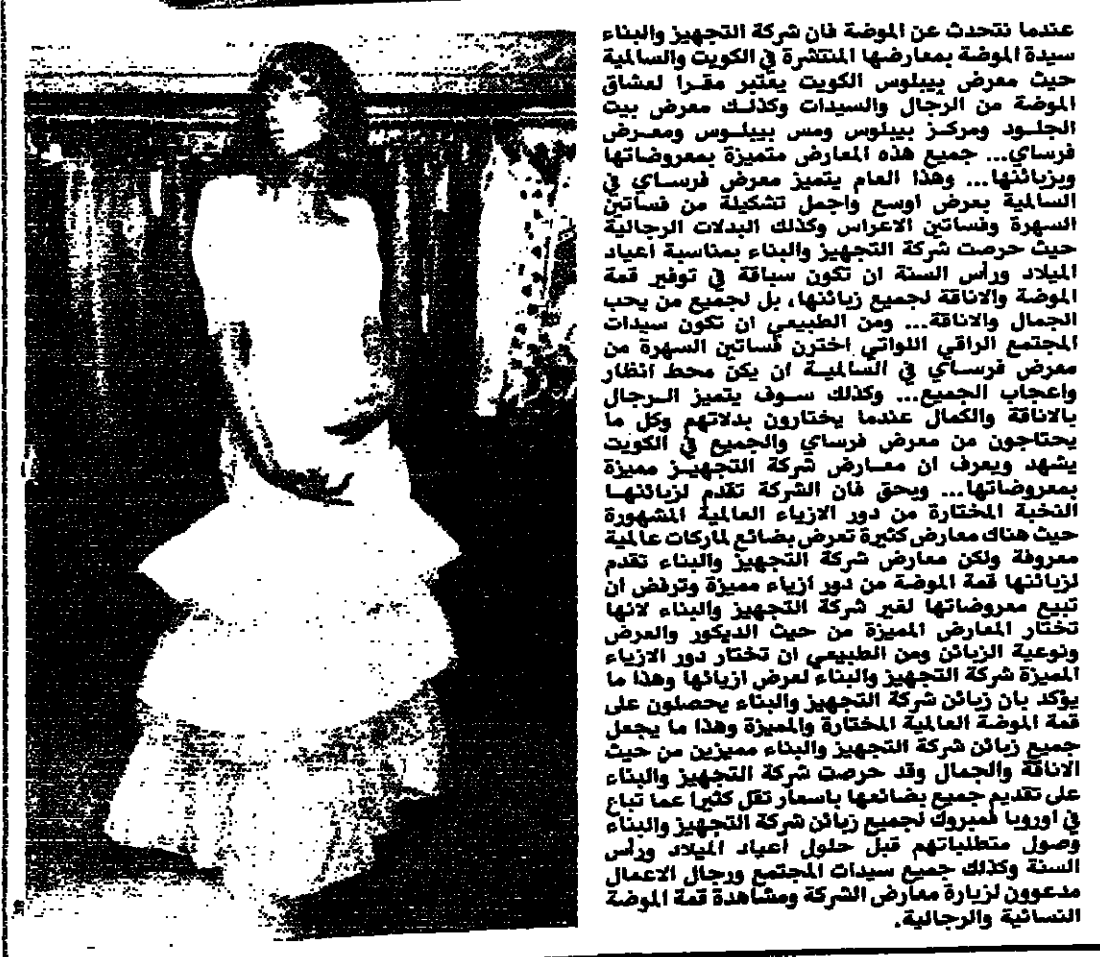 عندما نتحدث عن الموضة فان شركة التجهيز والبناء
سيدة الموضة بمعارضها المنتشرة في الكويت والسالمية
حيث معرض بيبلوس الكويت يعتبر مقرا لعشاق
الموضة من الرجال والسيدات وكذلك معرض بيت
الجلود ومركز بيبلوس ومس بيبلوس ومعرض
فرساي... جميع هذه المعارض متميزة بمعروضاتها
وبزبائنها... وهذا العام يتميز معرض فرساي في
السالمية بعرض اوسع واجمل تشكيلة من فساتين
السهرة وفساتين الاعراس وكذلك البدلات الرجالية
حيث حرصت شركة التجهيز والبناء بمناسبة اعياد
الميلاد ورأس السنة ان تكون سباقة في توفير قمة
الموضة والاناقة لجميع زبائنها، بل لجميع من يحب
الجمال والاناقة... ومن الطبيعي ان تكون سيدات
المجتمع الراقي اللواتي اخترن فساتين السهرة من
معرض فرساي في السالمية ان يكن محط انظار
واعجاب الجميع... وكذلك سوف يتميز الرجال
بالاناقة والكمال عندما يختارون بدلاتهم وكل ما
يحتاجون من معرض فرساي والجميع في الكويت
يشهد ويعرف ان معارض شركة التجهيز مميزة
بمعروضاتها... وبحق فان الشركة تقدم لزبائنها
النخبة المختارة من دور الازياء العالمية المشهورة
حيث هناك معارض كثيرة تعرض بضائع لماركات عالمية
معروفة ولكن معارض شركة التجهيز والبناء تقدم
لزبائنها قمة الموضة من دور ازياء مميزة وترفض ان
تبيع معروضاتها لغير شركة التجهيز والبناء لانها
تختار المعارض المميزة من حيث الديكور والعرض
ونوعية الزبائن ومن الطبيعي ان تختار دور الازياء
المميزة شركة التجهيز والبناء لعرض ازيائها وهذا ما
يؤكد بان زبائن شركة التجهيز والبناء يحصلون على
قمة الموضة العالمية المختارة والمميزة وهذا ما يجعل
جميع زبائن شركة التجهيز والبناء مميزين من حيث
الاناقة والجمال وقد حرصت شركة التجهيز والبناء
على تقديم جميع بضائعها باسعار تقل كثيرا عما تباع
في اوروبا فمبروك لجميع زبائن شركة التجهيز والبناء
وصول متطلباتهم قبل حلول اعياد الميلاد ورأس
السنة وكذلك جميع سيدات المجتمع ورجال الاعمال
مدعوون لزيارة معارض الشركة ومشاهدة قمة الموضة
النسائية والرجالية.